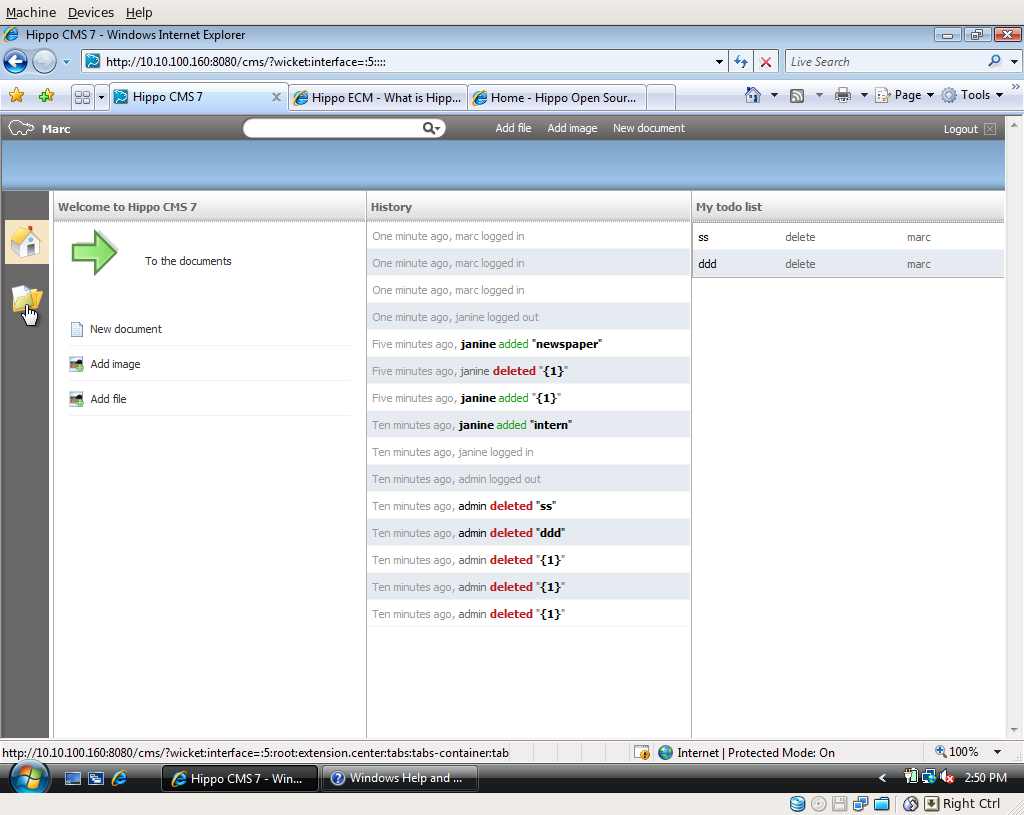 Machine Devices Help
Hippo CMS 7 - Windows Internet Explorer
http://10.10.100.160:8080/cms/?wicket:interface=:5::::
Live Search
Hippo CMS 7
Hippo ECM - What is Hipp...
Home - Hippo Open Sour...
Page
Tools
Marc
Add file Add image New document
Logout
Welcome to Hippo CMS 7
To the documents
New document
Add image
Add file
History
One minute ago, marc logged in
One minute ago, marc logged in
One minute ago, marc logged in
One minute ago, janine logged out
Five minutes ago, janine added "newspaper"
Five minutes ago, janine deleted "{1}"
Five minutes ago, janine added "{1}"
Ten minutes ago, janine added "intern"
Ten minutes ago, janine logged in
Ten minutes ago, admin logged out
Ten minutes ago, admin deleted "ss"
Ten minutes ago, admin deleted "ddd"
Ten minutes ago, admin deleted "{1}"
Ten minutes ago, admin deleted "{1}"
Ten minutes ago, admin deleted "{1}"
My todo list
ss delete marc
ddd delete marc
http://10.10.100.160:8080/cms/?wicket:interface=:5:root:extension.center:tabs:tabs-container:tab
Internet | Protected Mode: On
100%
Hippo CMS 7 - Win...
Windows Help and ...
2:50 PM
Right Ctrl